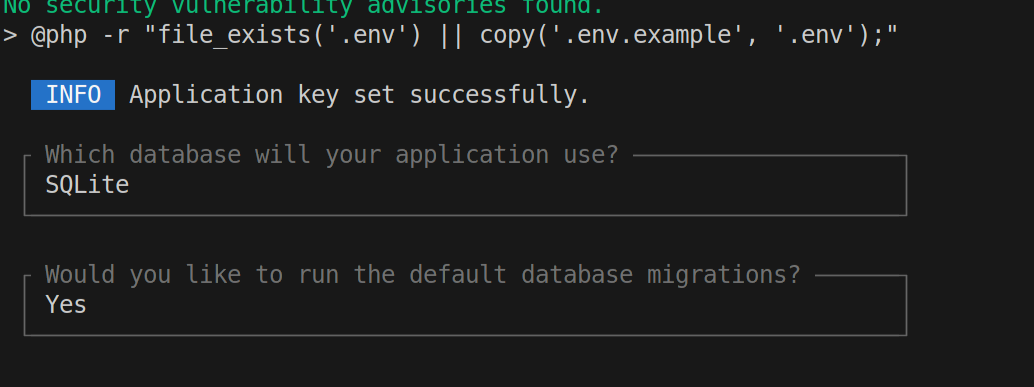 No security vulnerability advisories found.
> @php -r "file_exists('.env') || copy('.env.example', '.env');"
INFO Application key set successfully.
Which database will your application use?
SQLite
Would you like to run the default database migrations?
Yes